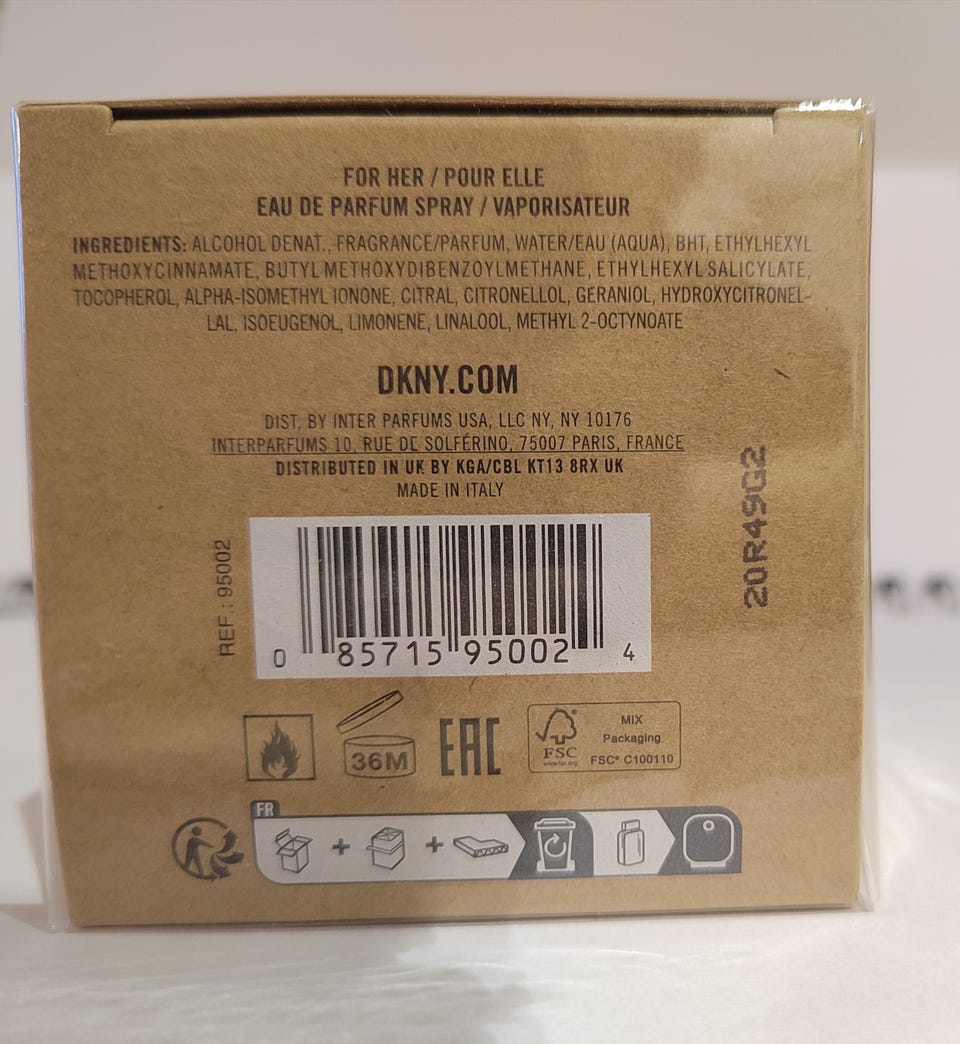 FOR HER / POUR ELLE
EAU DE PARFUM SPRAY / VAPORISATEUR
INGREDIENTS: ALCOHOL DENAT., FRAGRANCE/PARFUM, WATER/EAU (AQUA), BHT, ETHYLHEXYL
METHOXYCINNAMATE, BUTYL METHOXYDIBENZOYLMETHANE, ETHYLHEXYL SALICYLATE,
TOCOPHEROL, ALPHA-ISOMETHYL IONONE, CITRAL, CITRONELLOL, GERANIOL, HYDROXYCITRONEL-
LAL, ISOEUGENOL, LIMONENE, LINALOOL, METHYL 2-OCTYNOATE
DKNY.COM
DIST. BY INTER PARFUMS USA, LLC NY, NY 10176
INTERPARFUMS 10, RUE DE SOLFÉRINO, 75007 PARIS, FRANCE
DISTRIBUTED IN UK BY KGA/CBL KT13 8RX UK
MADE IN ITALY
20R49G2
REF.: 95002
0 85715 95002 4
36M
EAC
FSC
www.fsc.org
MIX
Packaging
FSC® C100110
FR